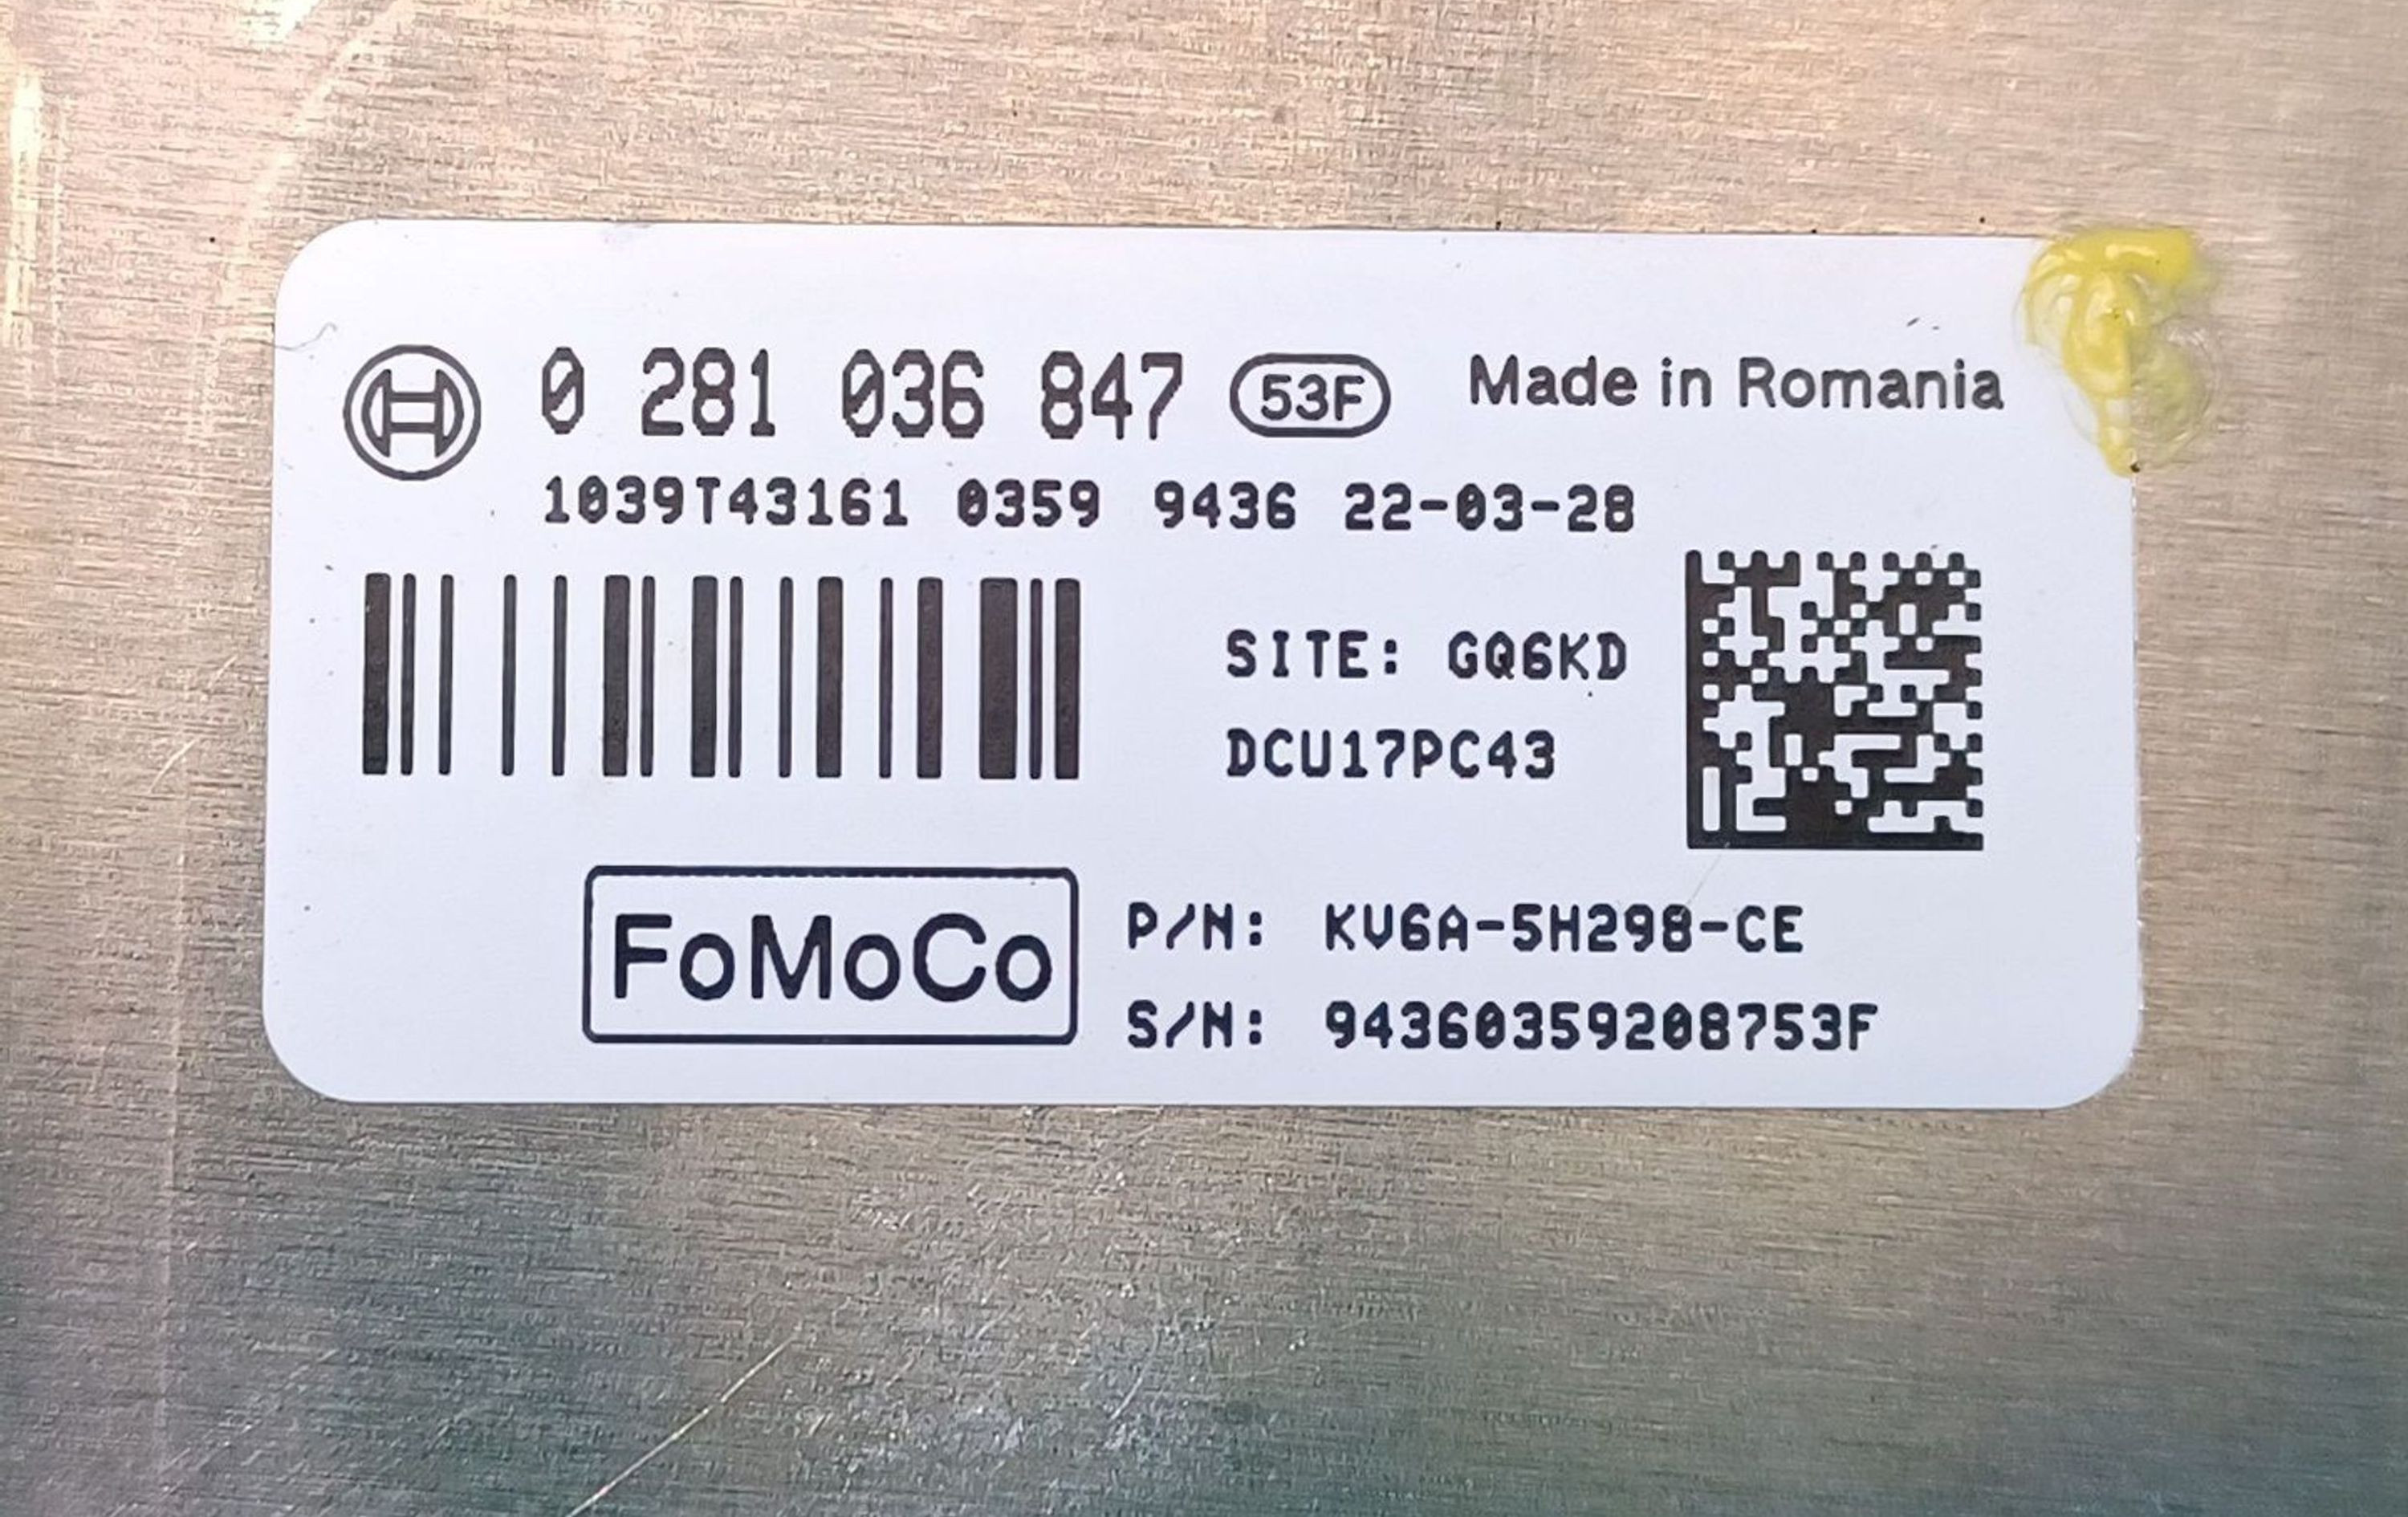 0 281 036 847 53F Made in Romania
1039T43161 0359 9436 22-03-28
SITE: GQ6KD
DCU17PC43
FoMoCo
P/N: KV6A-5H298-CE
S/N: 94360359208753F